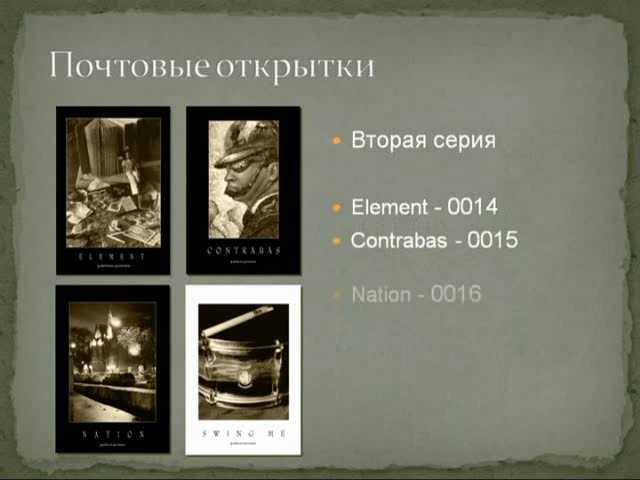 Почтовые открытки
Вторая серия
Element - 0014
Contrabas - 0015
Nation - 0016
ELEMENT
CONTRABAS
NATION
SWING ME